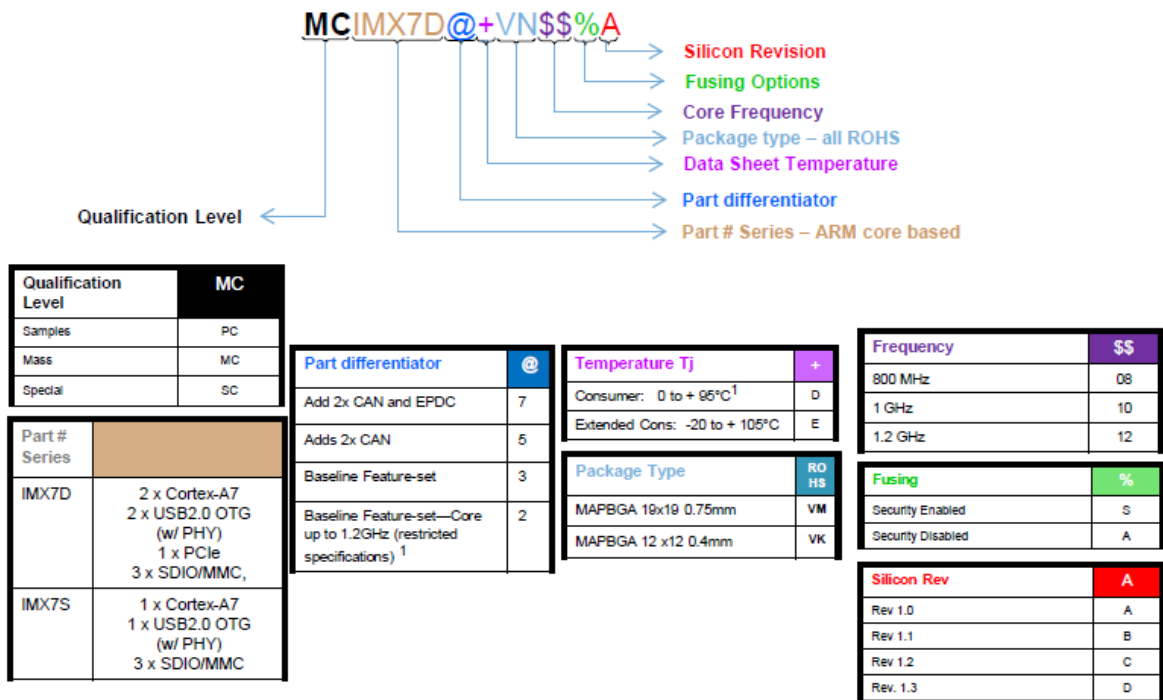 MCIMX7D@+VN$$%A
Silicon Revision
Fusing Options
Core Frequency
Package type – all ROHS
Data Sheet Temperature
Part differentiator
Qualification Level
Part # Series – ARM core based
Qualification
Level
MC
Samples
PC
Mass
MC
Special
SC
Part #
Series
IMX7D
2 x Cortex-A7
2 x USB2.0 OTG
(w/ PHY)
1 x PCIe
3 x SDIO/MMC,
IMX7S
1 x Cortex-A7
1 x USB2.0 OTG
(w/ PHY)
3 x SDIO/MMC
Part differentiator
@
Add 2x CAN and EPDC
7
Adds 2x CAN
5
Baseline Feature-set
3
Baseline Feature-set—Core
up to 1.2GHz (restricted
specifications) 1
2
Temperature Tj
+
Consumer: 0 to + 95°C1
D
Extended Cons: -20 to + 105°C
E
Package Type
RO
HS
MAPBGA 19x19 0.75mm
VM
MAPBGA 12 x12 0.4mm
VK
Frequency
$$
800 MHz
08
1 GHz
10
1.2 GHz
12
Fusing
%
Security Enabled
S
Security Disabled
A
Silicon Rev
A
Rev 1.0
A
Rev 1.1
B
Rev 1.2
C
Rev. 1.3
D